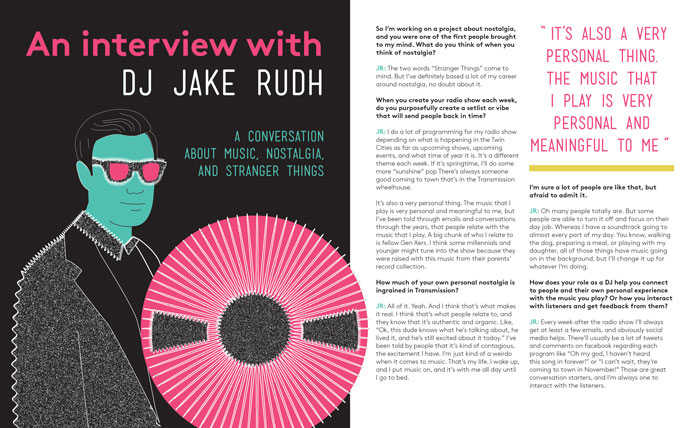 An interview with
DJ JAKE RUDH
A CONVERSATION
ABOUT MUSIC, NOSTALGIA,
AND STRANGER THINGS
So I'm working on a project about nostalgia,
and you were one of the first people brought
to my mind. What do you think of when you
think of nostalgia?
JR: The two words “Stranger Things” come to
mind. But I've definitely based a lot of my career
around nostalgia, no doubt about it.
When you create your radio show each week,
do you purposefully create a setlist or vibe
that will send people back in time?
JR: I do a lot of programming for my radio show
depending on what is happening in the Twin
Cities as far as upcoming shows, upcoming
events, and what time of year it is. It's a different
theme each week. If it's springtime, I'll do some
more “sunshine” pop There's always someone
good coming to town that's in the Transmission
wheelhouse.
It's also a very personal thing. The music that I
play is very personal and meaningful to me, but
I've been told through emails and conversations
through the years, that people relate with the
music that I play. A big chunk of who I relate to
is fellow Gen Xers. I think some millennials and
younger might tune into the show because they
were raised with this music from their parents'
record collection.
How much of your own personal nostalgia is
ingrained in Transmission?
JR: All of it. Yeah. And I think that's what makes
it real. I think that's what people relate to, and
they know that it's authentic and organic. Like,
“Ok, this dude knows what he's talking about, he
lived it, and he's still excited about it today.” I've
been told by people that it's kind of contagious,
the excitement I have. I'm just kind of a weirdo
when it comes to music. That's my life. I wake up,
and I put music on, and it's with me all day until
I go to bed.
“ IT'S ALSO A VERY
PERSONAL THING.
THE MUSIC THAT
I PLAY IS VERY
PERSONAL AND
MEANINGFUL TO ME ”
I'm sure a lot of people are like that, but
afraid to admit it.
JR: Oh many people totally are. But some
people are able to turn it off and focus on their
day job. Whereas I have a soundtrack going to
almost every part of my day. You know, walking
the dog, preparing a meal, or playing with my
daughter, all of those things have music going
on in the background, but I'll change it up for
whatever I'm doing.
How does your role as a DJ help you connect
to people and their own personal experience
with the music you play? Or how you interact
with listeners and get feedback from them?
JR: Every week after the radio show I'll always
get at least a few emails, and obviously social
media helps. There'll usually be a lot of tweets
and comments on facebook regarding each
program like “Oh my god, I haven't heard
this song in forever!” or “I can't wait, they're
coming to town in November!” Those are great
conversation starters, and I'm always one to
interact with the listeners.